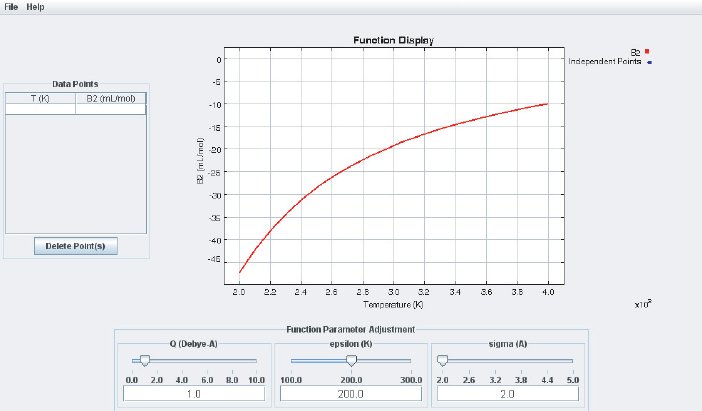 File Help
Function Display
B2
Independent Points
Data Points
T (K) B2 (mL/mol)
Delete Point(s)
B2 (mL/mol)
0
-5
-10
-15
-20
-25
-30
-35
-40
-45
2.0 2.2 2.4 2.6 2.8 3.0 3.2 3.4 3.6 3.8 4.0
Temperature (K)
x10²
Function Parameter Adjustment
Q (Debye-A) epsilon (K) sigma (A)
0.0 2.0 4.0 6.0 8.0 10.0 100.0 200.0 300.0 2.0 2.6 3.2 3.8 4.4 5.0
1.0 200.0 2.0